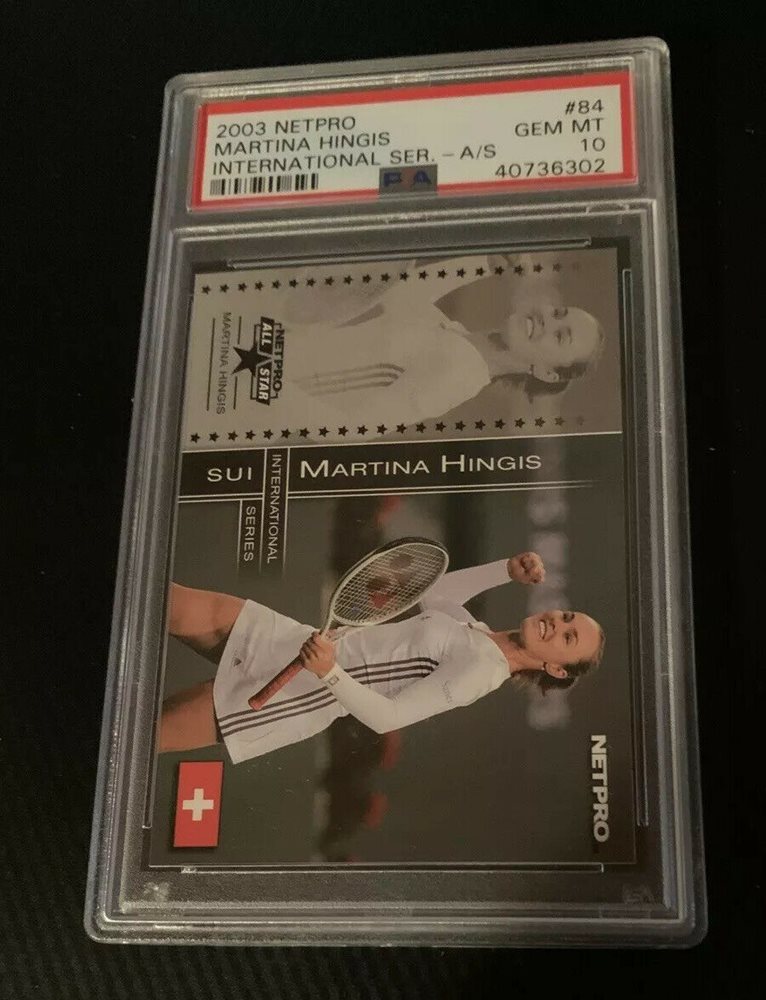 2003 NETPRO
MARTINA HINGIS
INTERNATIONAL SER. - A/S
#84
GEM MT
10
40736302
NETPRO
ALL STAR
MARTINA HINGIS
SUI
INTERNATIONAL
SERIES
MARTINA HINGIS
NETPRO